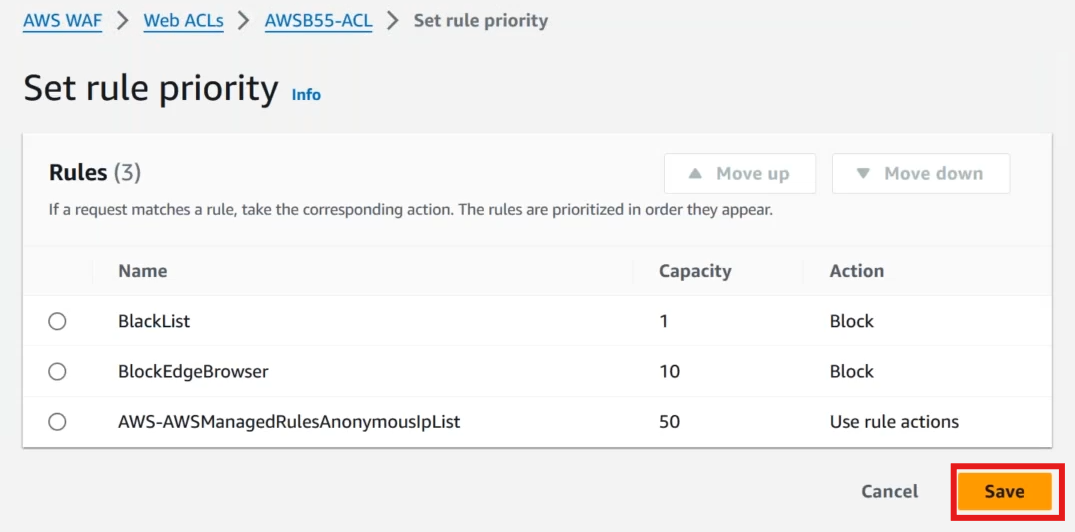 AWS WAF > Web ACLs > AWSB55-ACL > Set rule priority
Set rule priority Info
Rules (3) ▲ Move up ▼ Move down
If a request matches a rule, take the corresponding action. The rules are prioritized in order they appear.
Name Capacity Action
BlackList 1 Block
BlockEdgeBrowser 10 Block
AWS-AWSManagedRulesAnonymousIpList 50 Use rule actions
Cancel Save